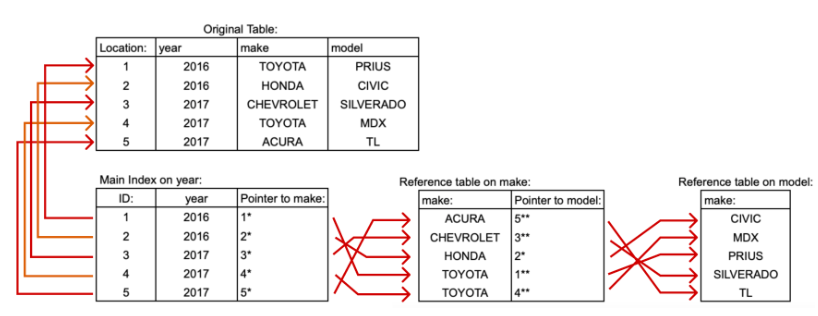 Original Table:
Location: year make model
1 2016 TOYOTA PRIUS
2 2016 HONDA CIVIC
3 2017 CHEVROLET SILVERADO
4 2017 TOYOTA MDX
5 2017 ACURA TL
Main Index on year:
ID: year Pointer to make:
1 2016 1*
2 2016 2*
3 2017 3*
4 2017 4*
5 2017 5*
Reference table on make:
make: Pointer to model:
ACURA 5**
CHEVROLET 3**
HONDA 2*
TOYOTA 1**
TOYOTA 4**
Reference table on model:
make:
CIVIC
MDX
PRIUS
SILVERADO
TL